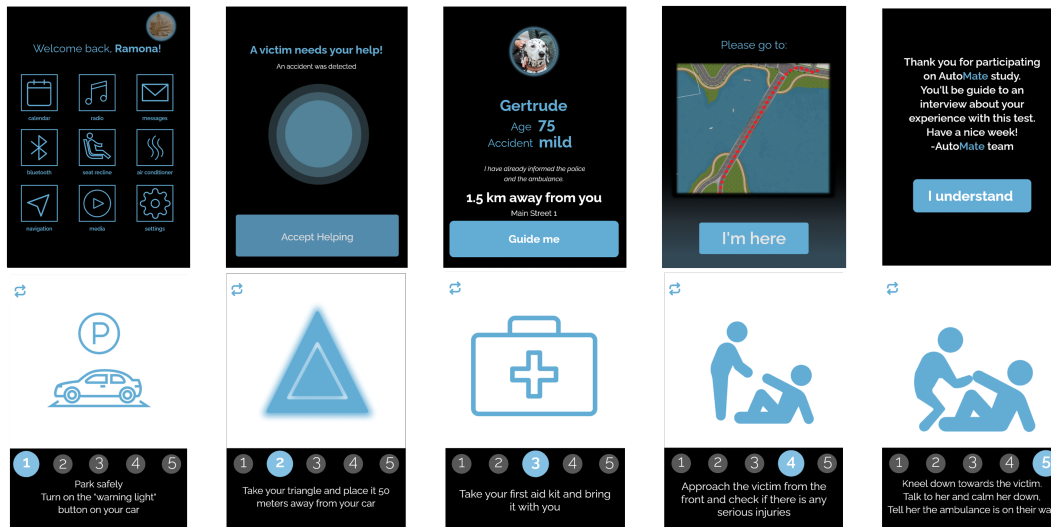 Welcome back, Ramona!
calendar
radio
messages
bluetooth
seat recline
air conditioner
navigation
media
settings
A victim needs your help!
An accident was detected
Accept Helping
Gertrude
Age 75
Accident mild
I have already informed the police
and the ambulance.
1.5 km away from you
Main Street 1
Guide me
Please go to:
I'm here
Thank you for participating
on AutoMate study.
You'll be guide to an
interview about your
experience with this test.
Have a nice week!
-AutoMate team
I understand
P
1 2 3 4 5
Park safely
Turn on the "warning light"
button on your car
1 2 3 4 5
Take your triangle and place it 50
meters away from your car
1 2 3 4 5
Take your first aid kit and bring
it with you
1 2 3 4 5
Approach the victim from the
front and check if there is any
serious injuries
1 2 3 4 5
Kneel down towards the victim.
Talk to her and calm her down,
Tell her the ambulance is on their wa